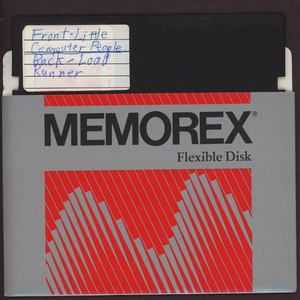 Front-Little
Computer People
Back - Load
Runner
MEMOREX®
Flexible Disk